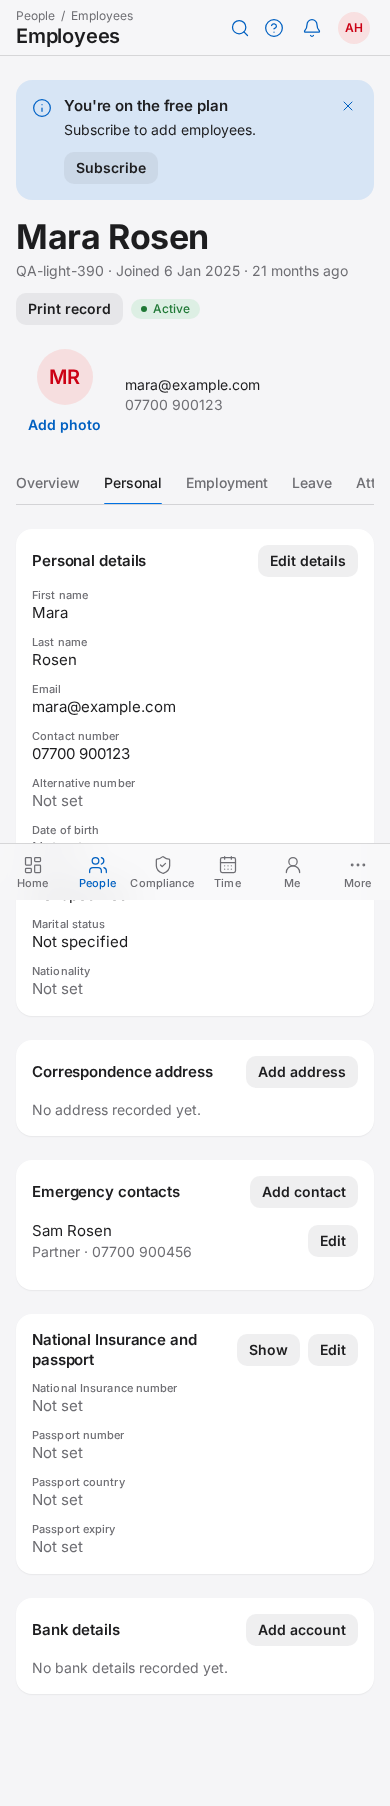 People / Employees
Employees
AH
You're on the free plan
Subscribe to add employees.
Subscribe
Mara Rosen
QA-light-390 · Joined 6 Jan 2025 · 21 months ago
Print record
Active
MR
Add photo
mara@example.com
07700 900123
Overview Personal Employment Leave Att
Personal details
Edit details
First name
Mara
Last name
Rosen
Email
mara@example.com
Contact number
07700 900123
Alternative number
Not set
Date of birth
Home People Compliance Time Me More
Marital status
Not specified
Nationality
Not set
Correspondence address
Add address
No address recorded yet.
Emergency contacts
Add contact
Sam Rosen
Partner · 07700 900456
Edit
National Insurance and
passport
Show
Edit
National Insurance number
Not set
Passport number
Not set
Passport country
Not set
Passport expiry
Not set
Bank details
Add account
No bank details recorded yet.